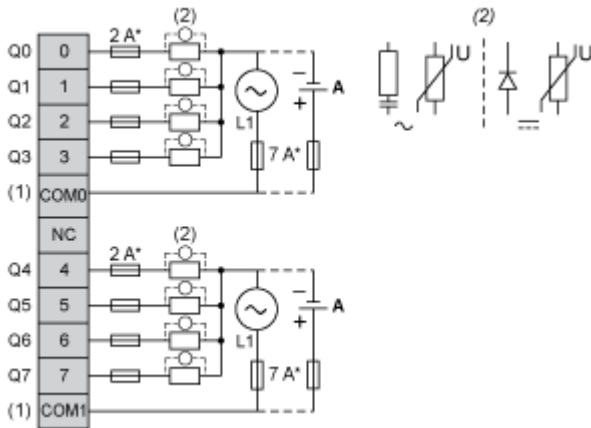 (2) (2)
Q0 0 2 A* U U
Q1 1 − A
Q2 2 + ~ L1
Q3 3 7 A*
(1) COM0
NC
(2)
Q4 4 2 A*
Q5 5 − A
Q6 6 + ~ L1
Q7 7 7 A*
(1) COM1